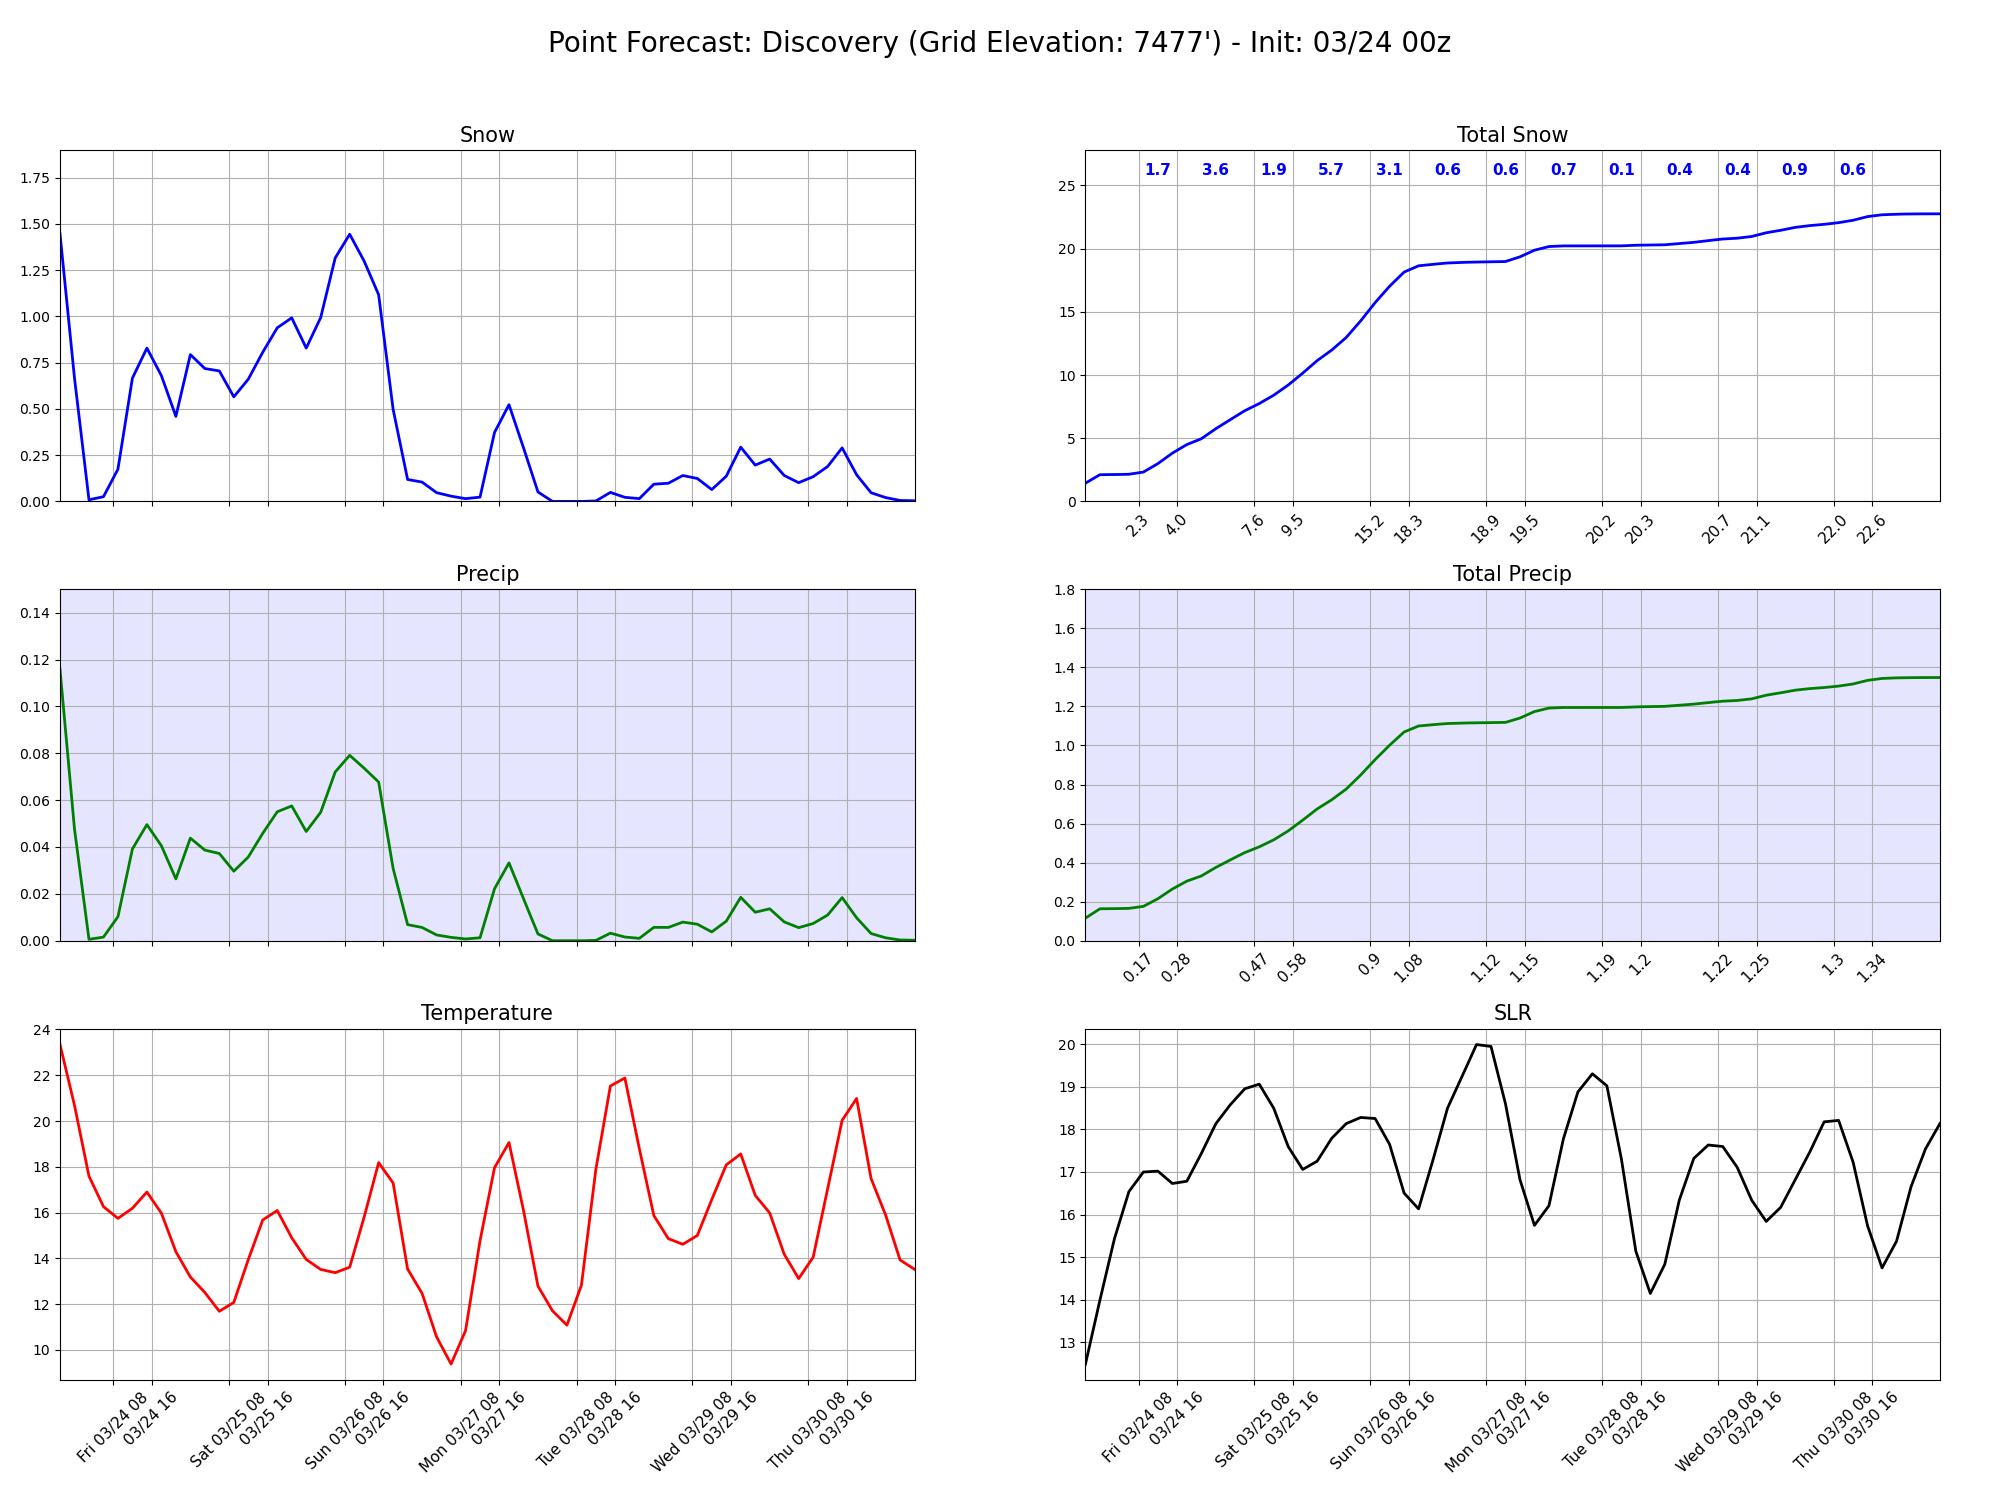 Point Forecast: Discovery (Grid Elevation: 7477') - Init: 03/24 00z
Snow
1.75
1.50
1.25
1.00
0.75
0.50
0.25
0.00
Total Snow
1.7 3.6 1.9 5.7 3.1 0.6 0.6 0.7 0.1 0.4 0.4 0.9 0.6
25
20
15
10
5
0
2.3 4.0 7.6 9.5 15.2 18.3 18.9 19.5 20.2 20.3 20.7 21.1 22.0 22.6
Precip
0.14
0.12
0.10
0.08
0.06
0.04
0.02
0.00
Total Precip
1.8
1.6
1.4
1.2
1.0
0.8
0.6
0.4
0.2
0.0
0.17 0.28 0.47 0.58 0.9 1.08 1.12 1.15 1.19 1.2 1.22 1.25 1.3 1.34
Temperature
24
22
20
18
16
14
12
10
Fri 03/24 08
03/24 16
Sat 03/25 08
03/25 16
Sun 03/26 08
03/26 16
Mon 03/27 08
03/27 16
Tue 03/28 08
03/28 16
Wed 03/29 08
03/29 16
Thu 03/30 08
03/30 16
SLR
20
19
18
17
16
15
14
13
Fri 03/24 08
03/24 16
Sat 03/25 08
03/25 16
Sun 03/26 08
03/26 16
Mon 03/27 08
03/27 16
Tue 03/28 08
03/28 16
Wed 03/29 08
03/29 16
Thu 03/30 08
03/30 16